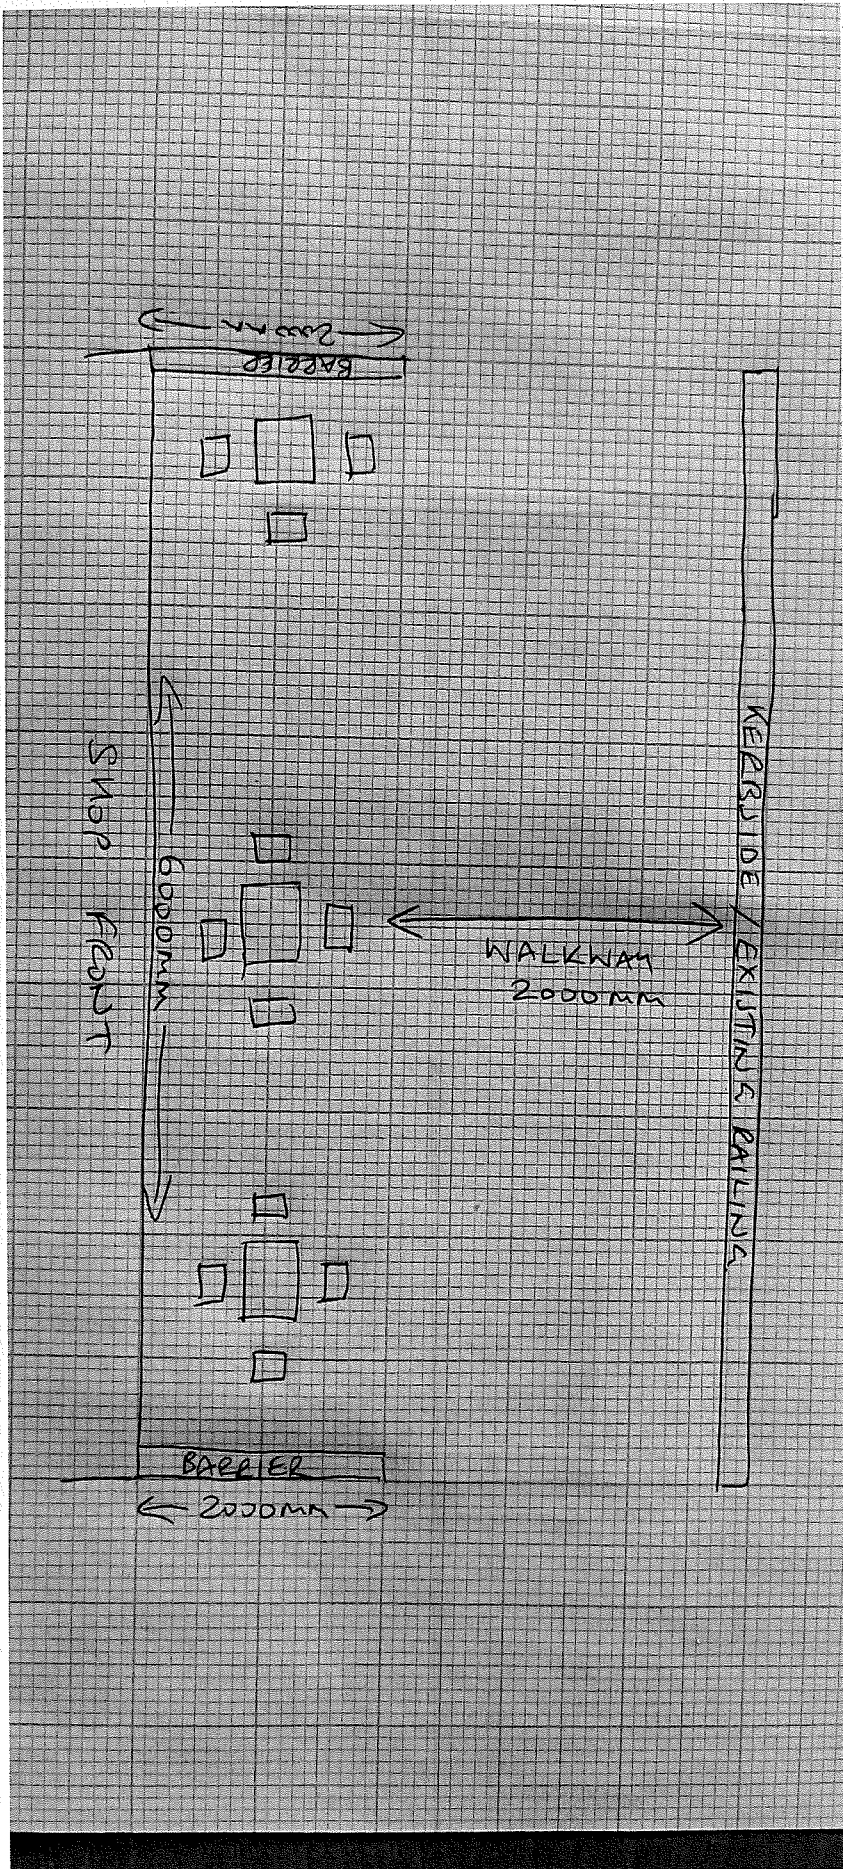 2000mm
BARRIER
KERBSIDE / EXISTING RAILING
SHOP FRONT
6000MM
WALKWAY
2000MM
BARRIER
2000MM